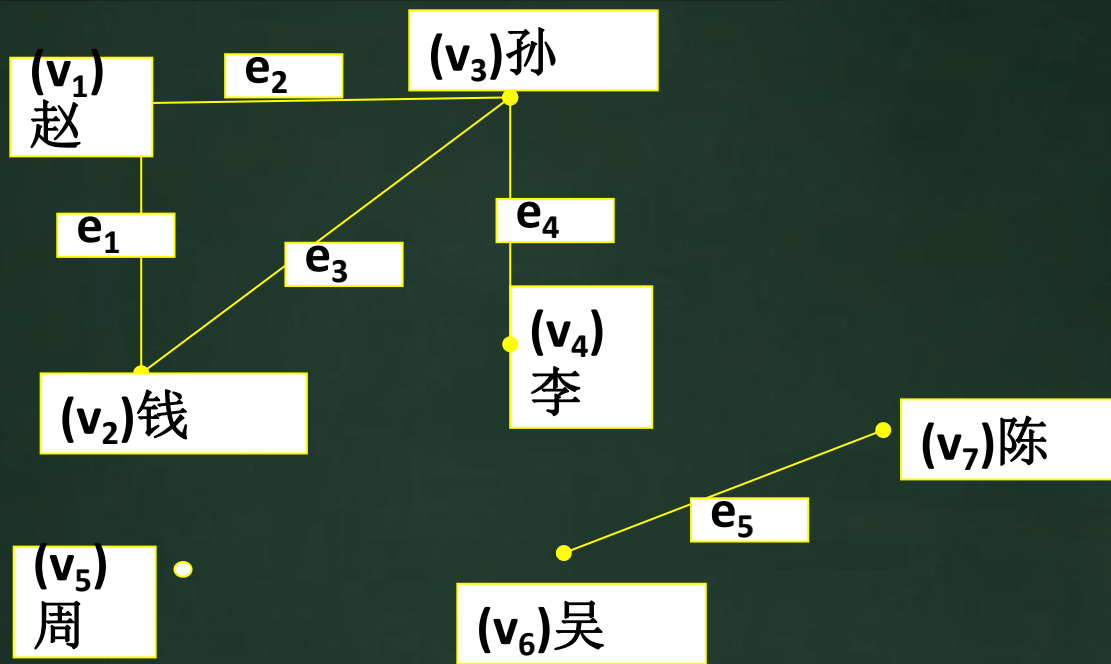 (v₁)
赵
e₂
(v₃)孙
e₁
e₃
e₄
(v₄)
李
(v₂)钱
(v₇)陈
e₅
(v₅)
周
(v₆)吴